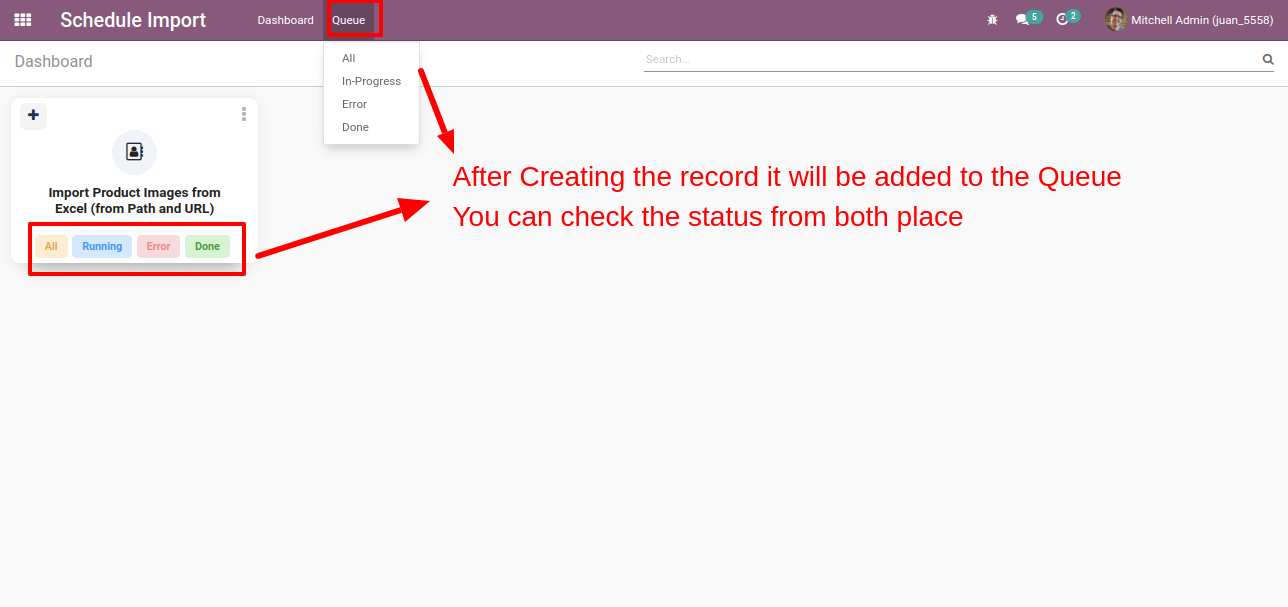 Schedule Import
Dashboard
Queue
5
2
Mitchell Admin (juan_5558)
Dashboard
Search...
All
In-Progress
Error
Done
Import Product Images from
Excel (from Path and URL)
All
Running
Error
Done
After Creating the record it will be added to the Queue
You can check the status from both place